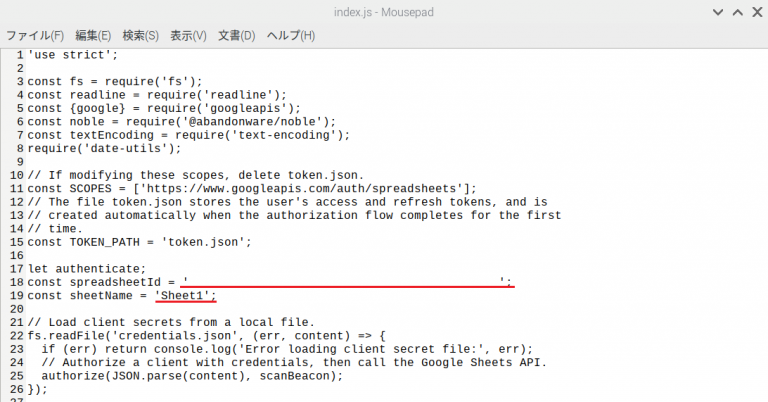 index.js - Mousepad
ファイル(F) 編集(E) 検索(S) 表示(V) 文書(D) ヘルプ(H)
1 'use strict';
2
3 const fs = require('fs');
4 const readline = require('readline');
5 const {google} = require('googleapis');
6 const noble = require('@abandonware/noble');
7 const textEncoding = require('text-encoding');
8 require('date-utils');
9
10 // If modifying these scopes, delete token.json.
11 const SCOPES = ['https://www.googleapis.com/auth/spreadsheets'];
12 // The file token.json stores the user's access and refresh tokens, and is
13 // created automatically when the authorization flow completes for the first
14 // time.
15 const TOKEN_PATH = 'token.json';
16
17 let authenticate;
18 const spreadsheetId = ' ';
19 const sheetName = 'Sheet1';
20
21 // Load client secrets from a local file.
22 fs.readFile('credentials.json', (err, content) => {
23   if (err) return console.log('Error loading client secret file:', err);
24   // Authorize a client with credentials, then call the Google Sheets API.
25   authorize(JSON.parse(content), scanBeacon);
26 });
27